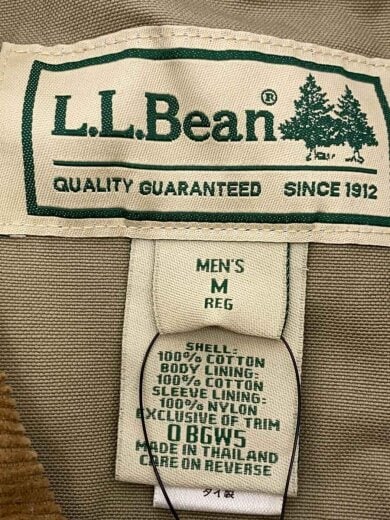 L.L.Bean®
QUALITY GUARANTEED SINCE 1912
MEN'S
M
REG
SHELL:
100% COTTON
BODY LINING:
100% COTTON
SLEEVE LINING:
100% NYLON
EXCLUSIVE OF TRIM
0 BGW5
MADE IN THAILAND
CARE ON REVERSE
タイ製